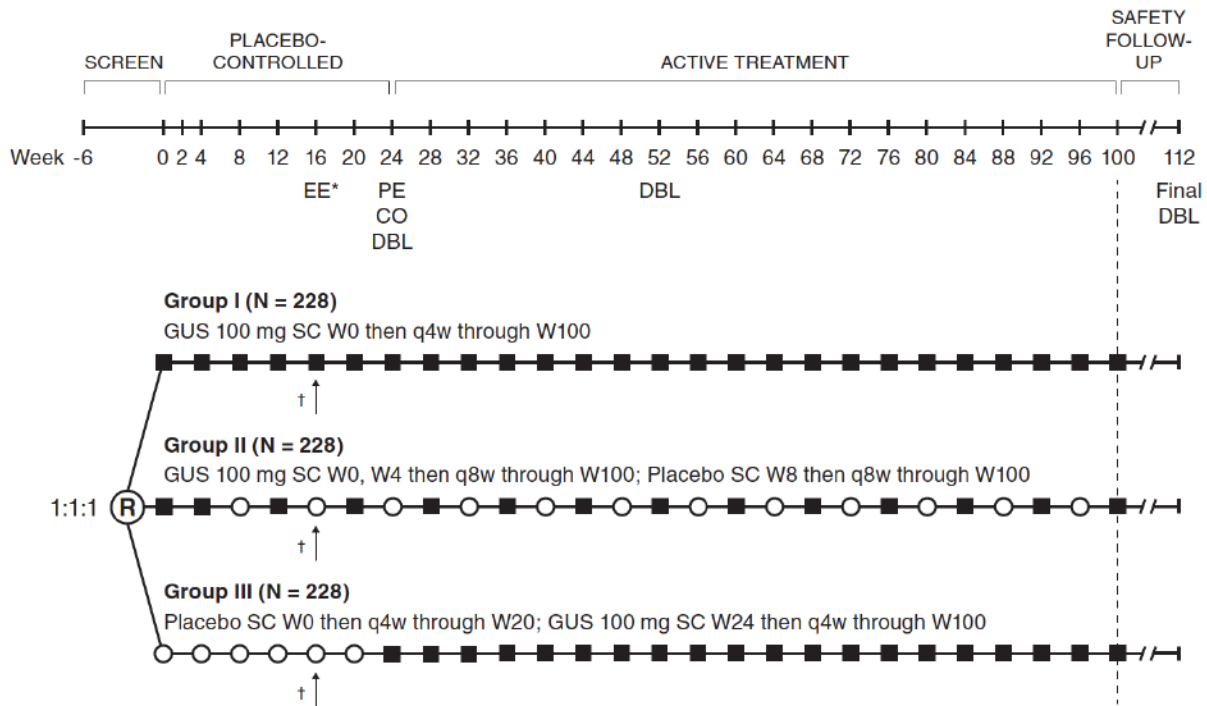 SCREEN
PLACEBO-
CONTROLLED
ACTIVE TREATMENT
SAFETY
FOLLOW-
UP
Week -6 0 2 4 8 12 16 20 24 28 32 36 40 44 48 52 56 60 64 68 72 76 80 84 88 92 96 100 112
EE*
PE
CO
DBL
DBL
Final
DBL
Group I (N = 228)
GUS 100 mg SC W0 then q4w through W100
†
Group II (N = 228)
GUS 100 mg SC W0, W4 then q8w through W100; Placebo SC W8 then q8w through W100
1:1:1 R
†
Group III (N = 228)
Placebo SC W0 then q4w through W20; GUS 100 mg SC W24 then q4w through W100
†